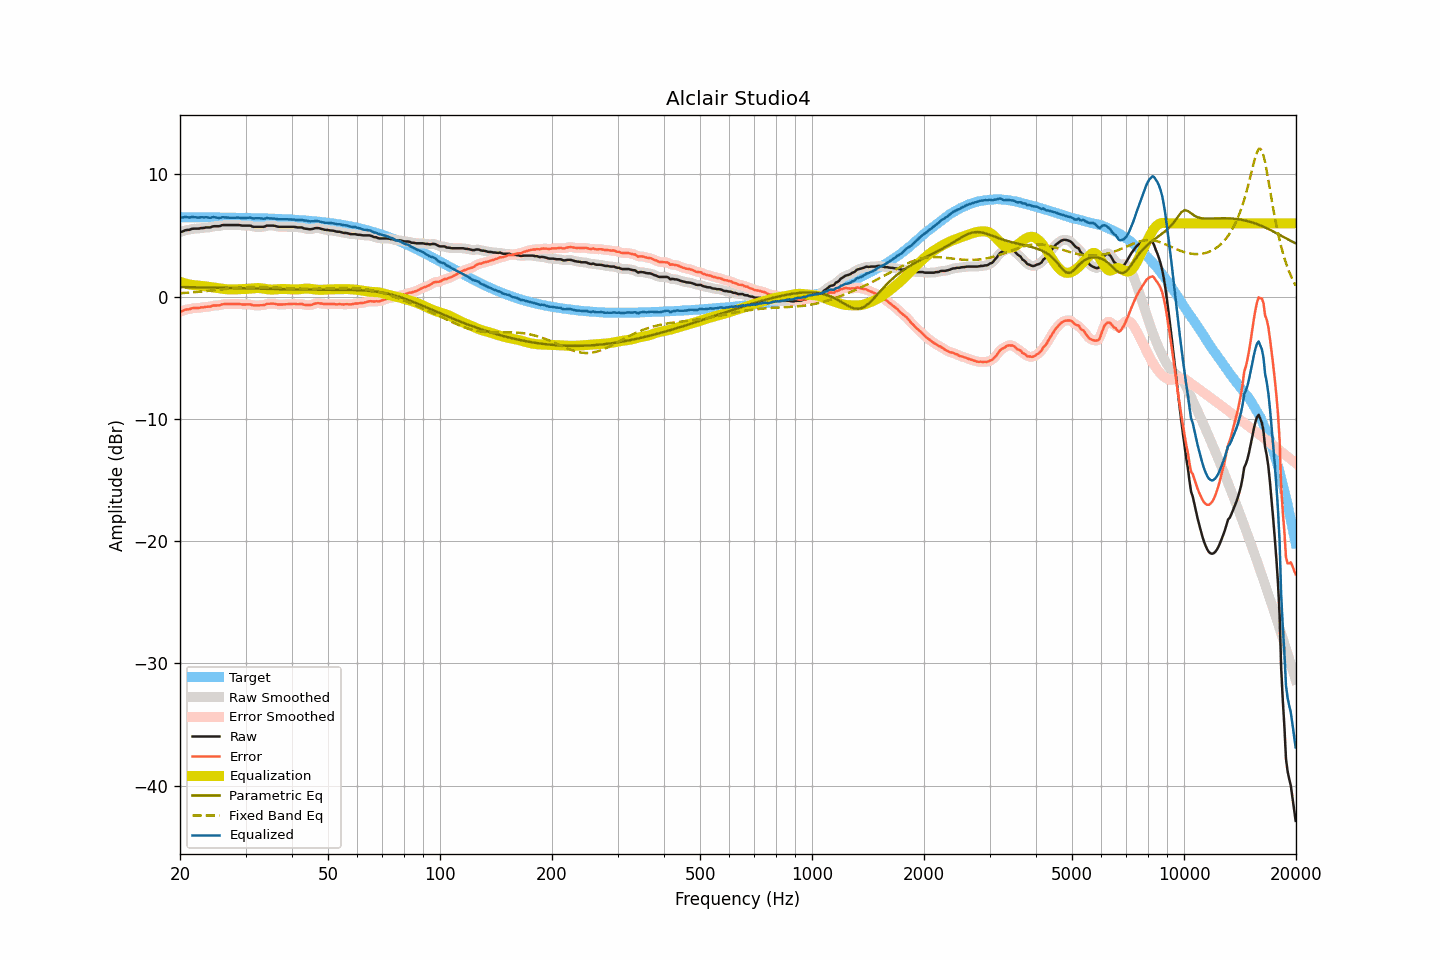 Alclair Studio4
Amplitude (dBr)
10
0
−10
−20
−30
−40
Target
Raw Smoothed
Error Smoothed
Raw
Error
Equalization
Parametric Eq
Fixed Band Eq
Equalized
20 50 100 200 500 1000 2000 5000 10000 20000
Frequency (Hz)